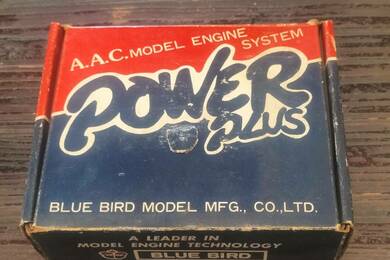 A.A.C. MODEL ENGINE SYSTEM
POWER
PLUS
BLUE BIRD MODEL MFG., CO.,LTD.
A LEADER IN
MODEL ENGINE TECHNOLOGY
BLUE BIRD